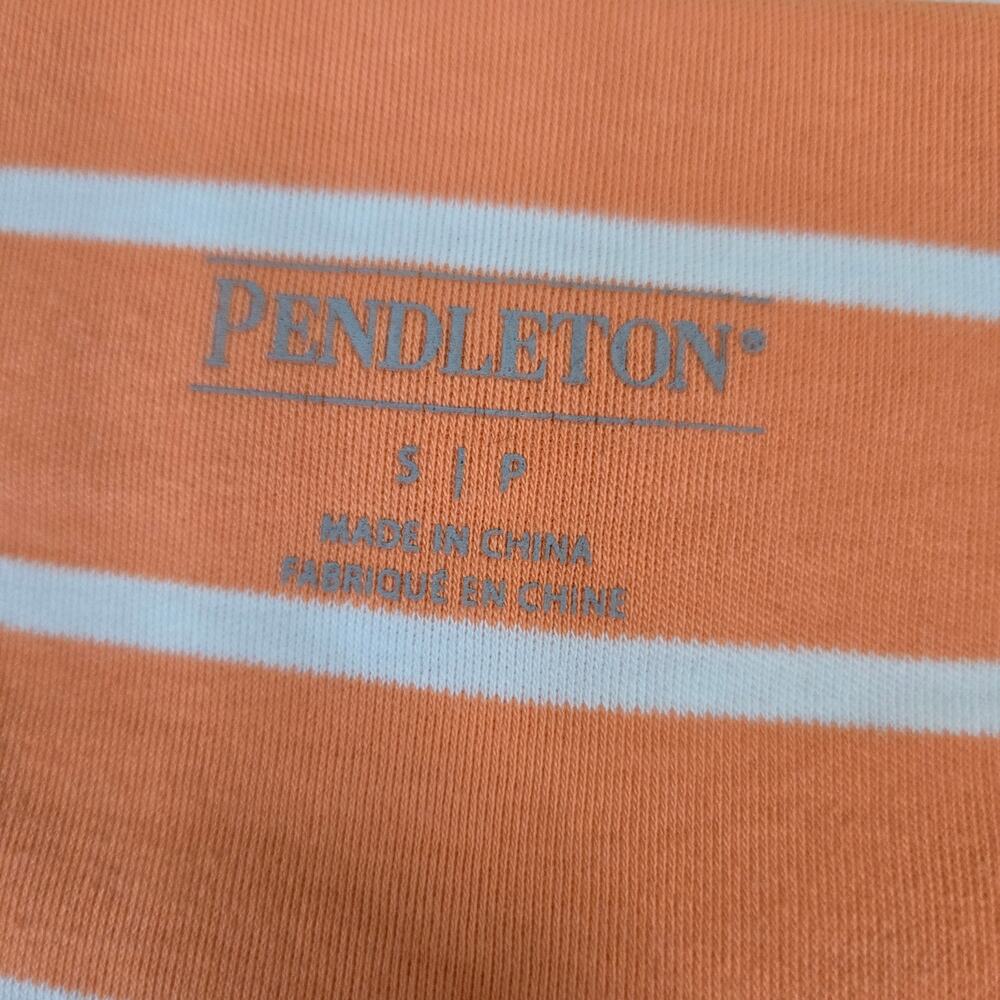 PENDLETON®
S | P
MADE IN CHINA
FABRIQUÉ EN CHINE